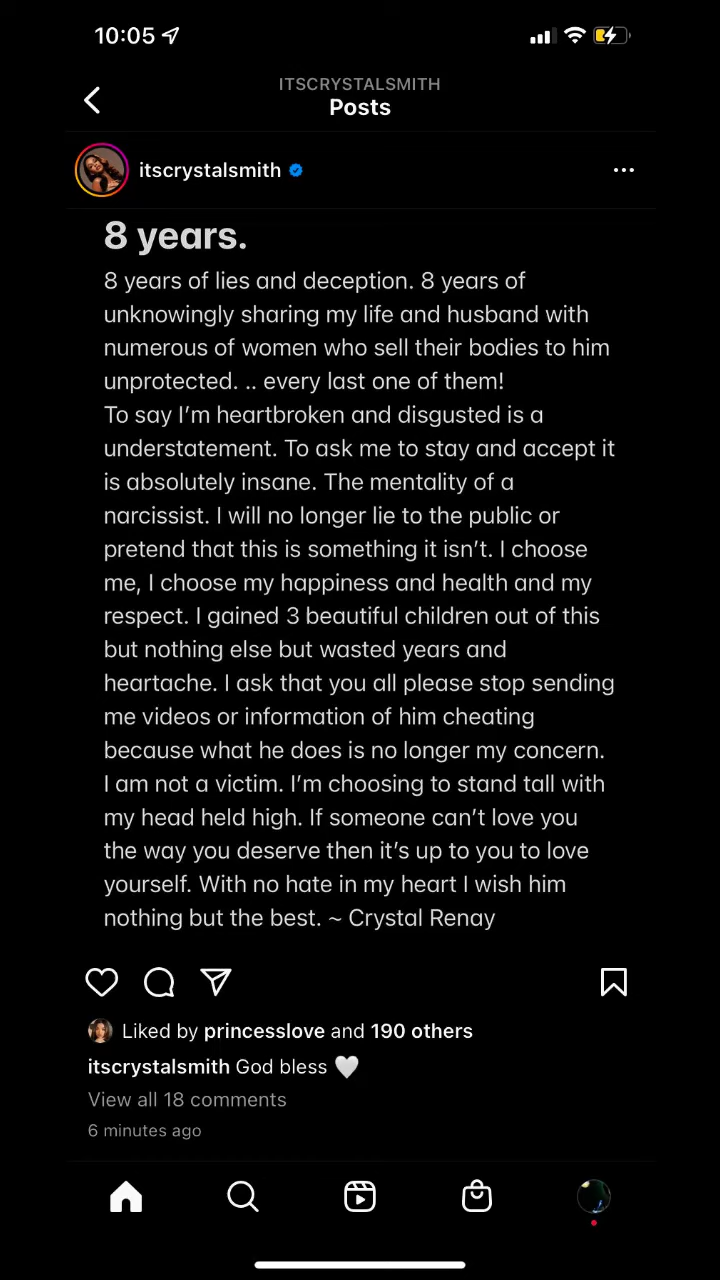 10:05
ITSCRYSTALSMITH
Posts
itscrystalsmith
8 years.
8 years of lies and deception. 8 years of
unknowingly sharing my life and husband with
numerous of women who sell their bodies to him
unprotected. .. every last one of them!
To say I’m heartbroken and disgusted is a
understatement. To ask me to stay and accept it
is absolutely insane. The mentality of a
narcissist. I will no longer lie to the public or
pretend that this is something it isn’t. I choose
me, I choose my happiness and health and my
respect. I gained 3 beautiful children out of this
but nothing else but wasted years and
heartache. I ask that you all please stop sending
me videos or information of him cheating
because what he does is no longer my concern.
I am not a victim. I’m choosing to stand tall with
my head held high. If someone can’t love you
the way you deserve then it’s up to you to love
yourself. With no hate in my heart I wish him
nothing but the best. ~ Crystal Renay
Liked by princesslove and 190 others
itscrystalsmith God bless 🤍
View all 18 comments
6 minutes ago